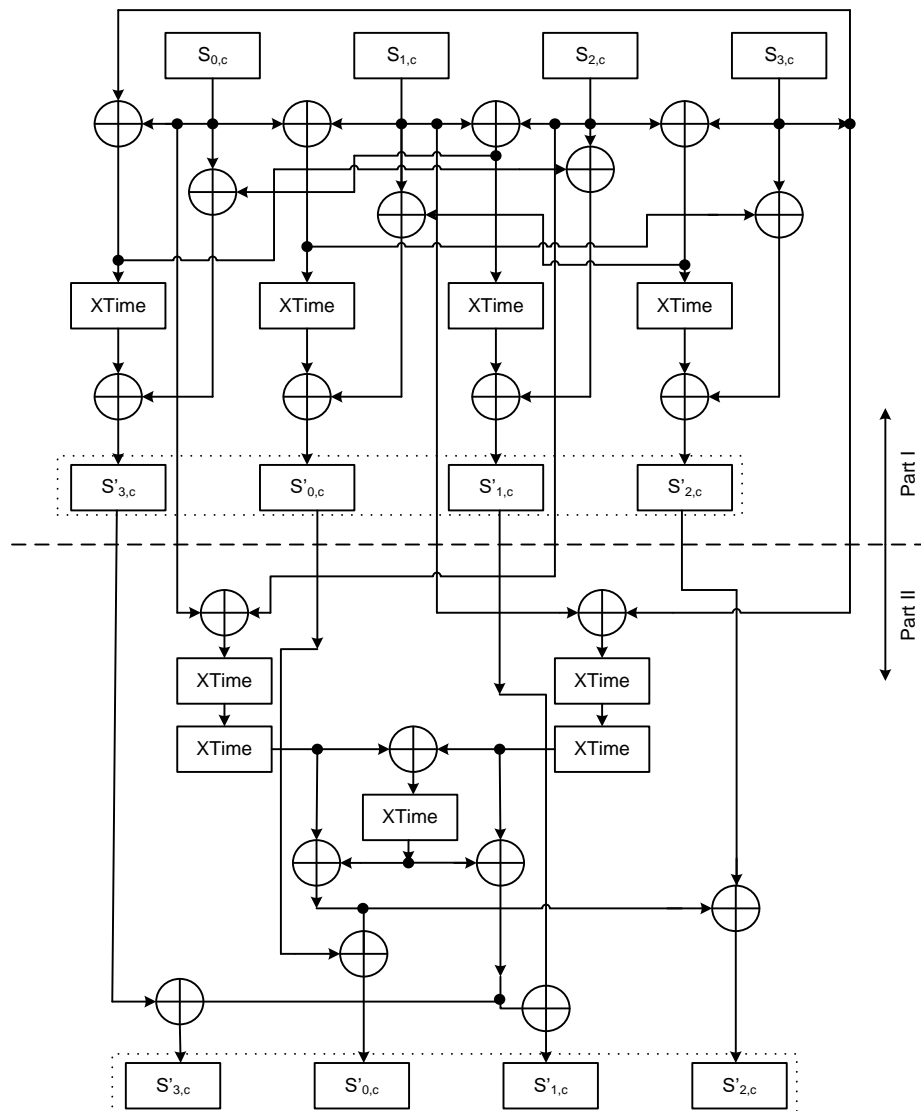 S0,c
S1,c
S2,c
S3,c
XTime
XTime
XTime
XTime
S'3,c
S'0,c
S'1,c
S'2,c
Part I
Part II
XTime
XTime
XTime
XTime
XTime
S'3,c
S'0,c
S'1,c
S'2,c